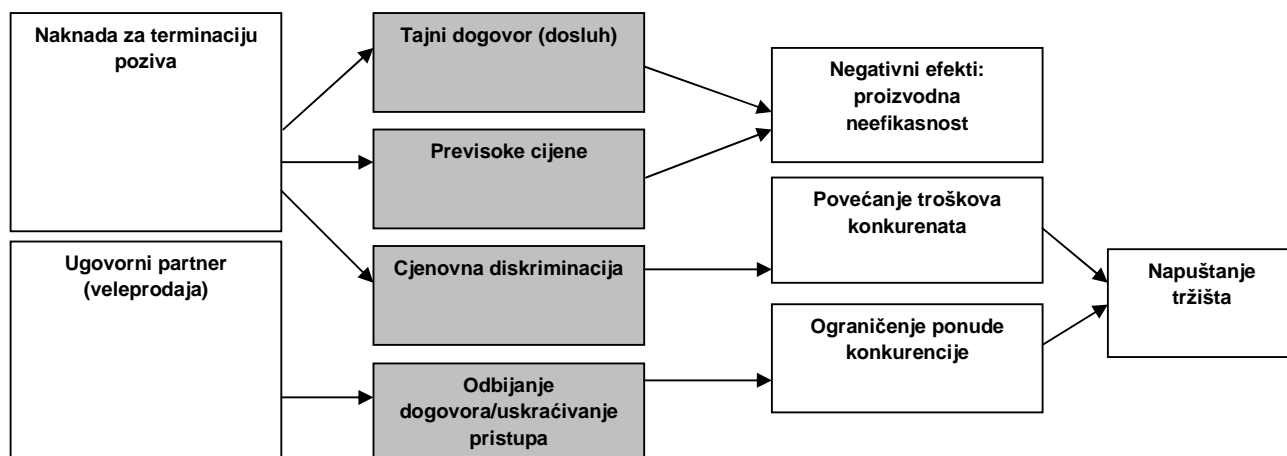 Naknada za terminaciju
poziva
Ugovorni partner
(veleprodaja)
Tajni dogovor (dosluh)
Previsoke cijene
Cjenovna diskriminacija
Odbijanje
dogovora/uskraćivanje
pristupa
Negativni efekti:
proizvodna
neefikasnost
Povećanje troškova
konkurenata
Ograničenje ponude
konkurencije
Napuštanje
tržišta